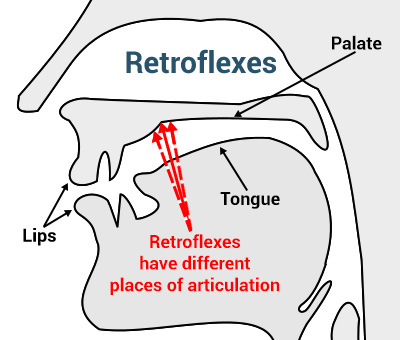 Palate
Retroflexes
Tongue
Lips
Retroflexes
have different
places of articulation